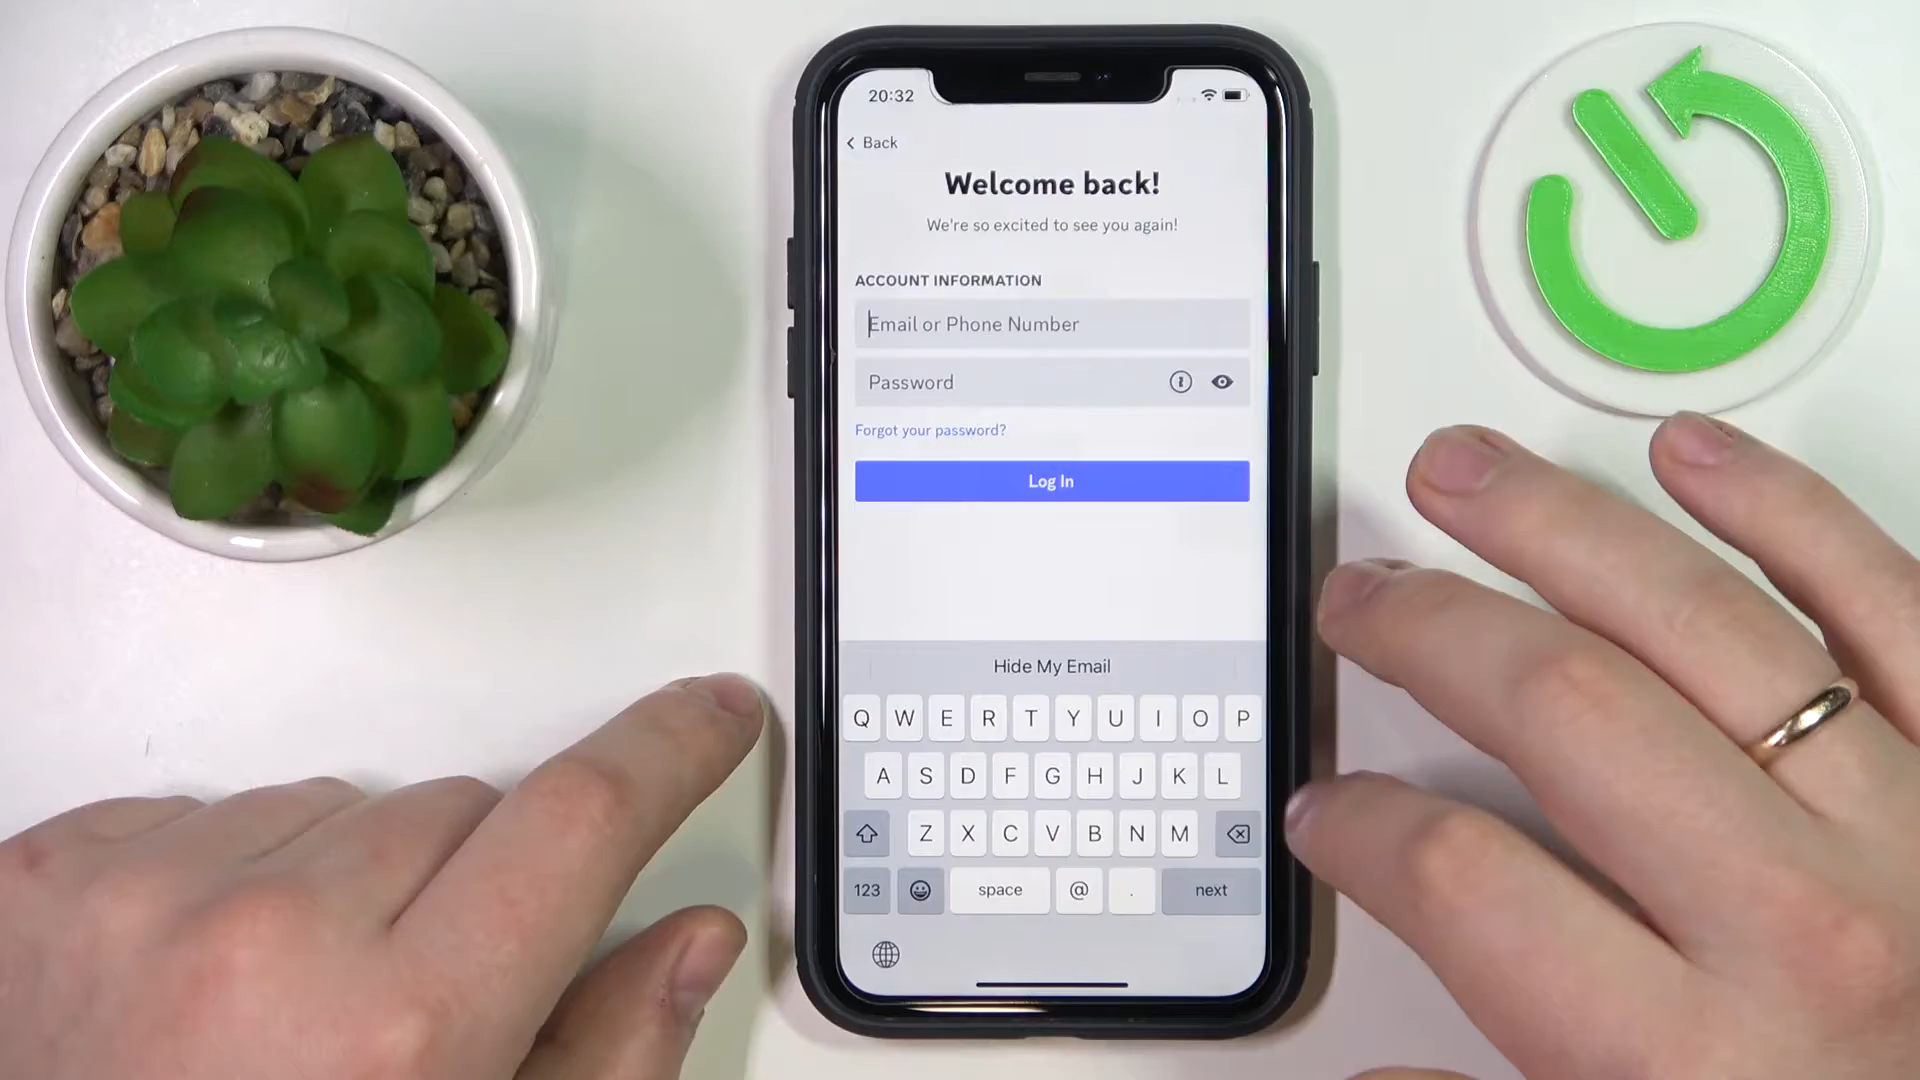 20:32
Back
Welcome back!
We're so excited to see you again!
ACCOUNT INFORMATION
Email or Phone Number
Password
Forgot your password?
Log In
Hide My Email
Q W E R T Y U I O P
A S D F G H J K L
Z X C V B N M
123 space @ . next